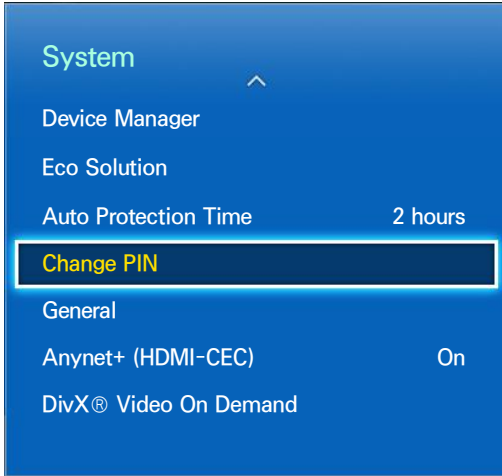 System
Device Manager
Eco Solution
Auto Protection Time 2 hours
Change PIN
General
Anynet+ (HDMI-CEC) On
DivX® Video On Demand